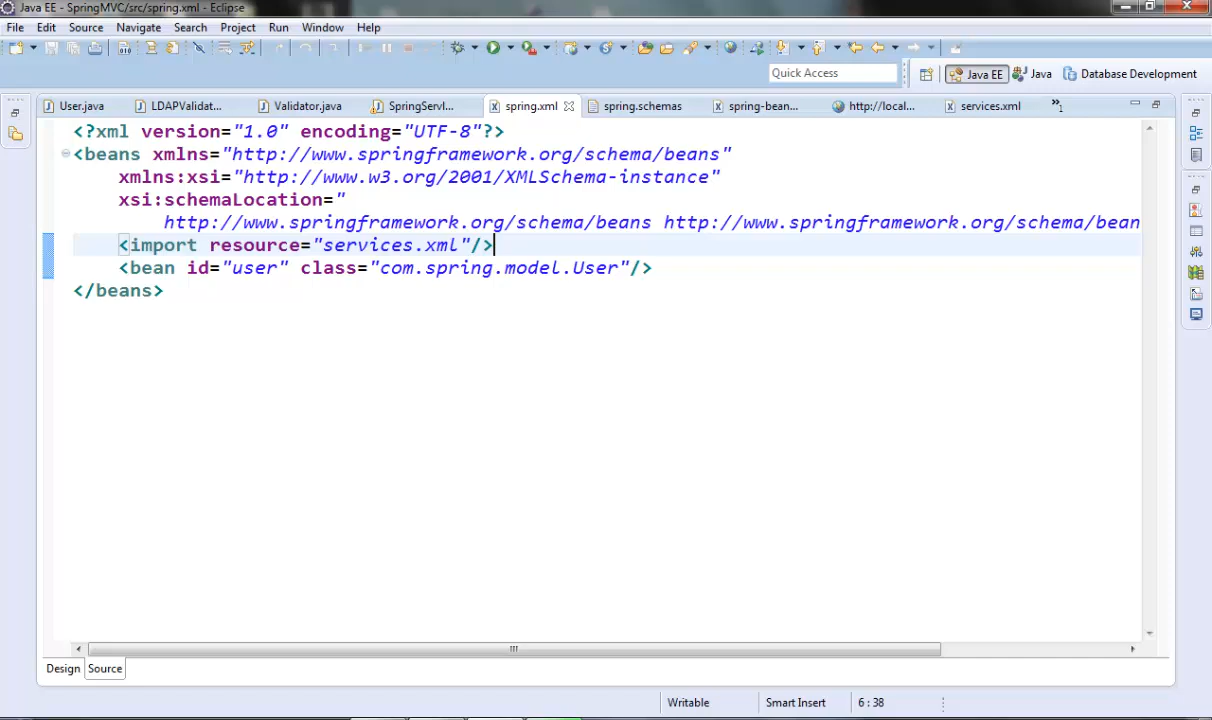 Java EE - SpringMVC/src/spring.xml - Eclipse
File Edit Source Navigate Search Project Run Window Help
Quick Access
Java EE
Java
Database Development
User.java
LDAPValidat...
Validator.java
SpringServl...
spring.xml
spring.schemas
spring-bean...
http://local...
services.xml
»1
<?xml version="1.0" encoding="UTF-8"?>
<beans xmlns="http://www.springframework.org/schema/beans"
xmlns:xsi="http://www.w3.org/2001/XMLSchema-instance"
xsi:schemaLocation="
http://www.springframework.org/schema/beans http://www.springframework.org/schema/bean
<import resource="services.xml"/>
<bean id="user" class="com.spring.model.User"/>
</beans>
Design Source
Writable
Smart Insert
6 : 38